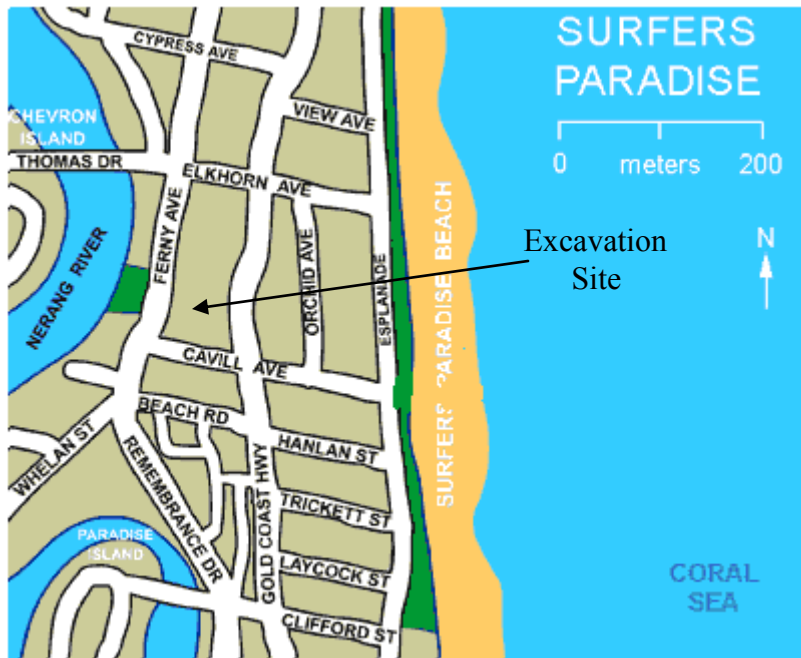 SURFERS
PARADISE
0 meters 200
N
CYPRESS AVE
VIEW AVE
CHEVRON
ISLAND
THOMAS DR
ELKHORN AVE
FERNY AVE
ORCHID AVE
ESPLANADE
NERANG RIVER
Excavation
Site
SURFERS PARADISE BEACH
CAVILL AVE
BEACH RD
HANLAN ST
WHELAN ST
REMEMBRANCE DR
GOLD COAST HWY
TRICKETT ST
PARADISE
ISLAND
LAYCOCK ST
CLIFFORD ST
CORAL
SEA